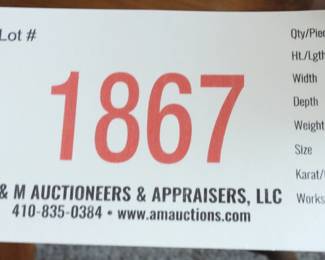 Lot #
1867
& M AUCTIONEERS & APPRAISERS, LLC
410-835-0384 • www.amauctions.com
Qty/Pie
Ht./Lgth
Width
Depth
Weight
Size
Karat/
Works